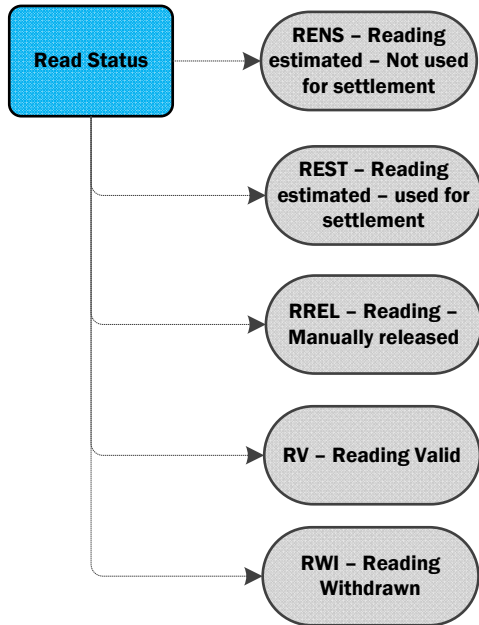 Read Status
RENS – Reading
estimated – Not used
for settlement
REST – Reading
estimated – used for
settlement
RREL – Reading –
Manually released
RV – Reading Valid
RWI – Reading
Withdrawn